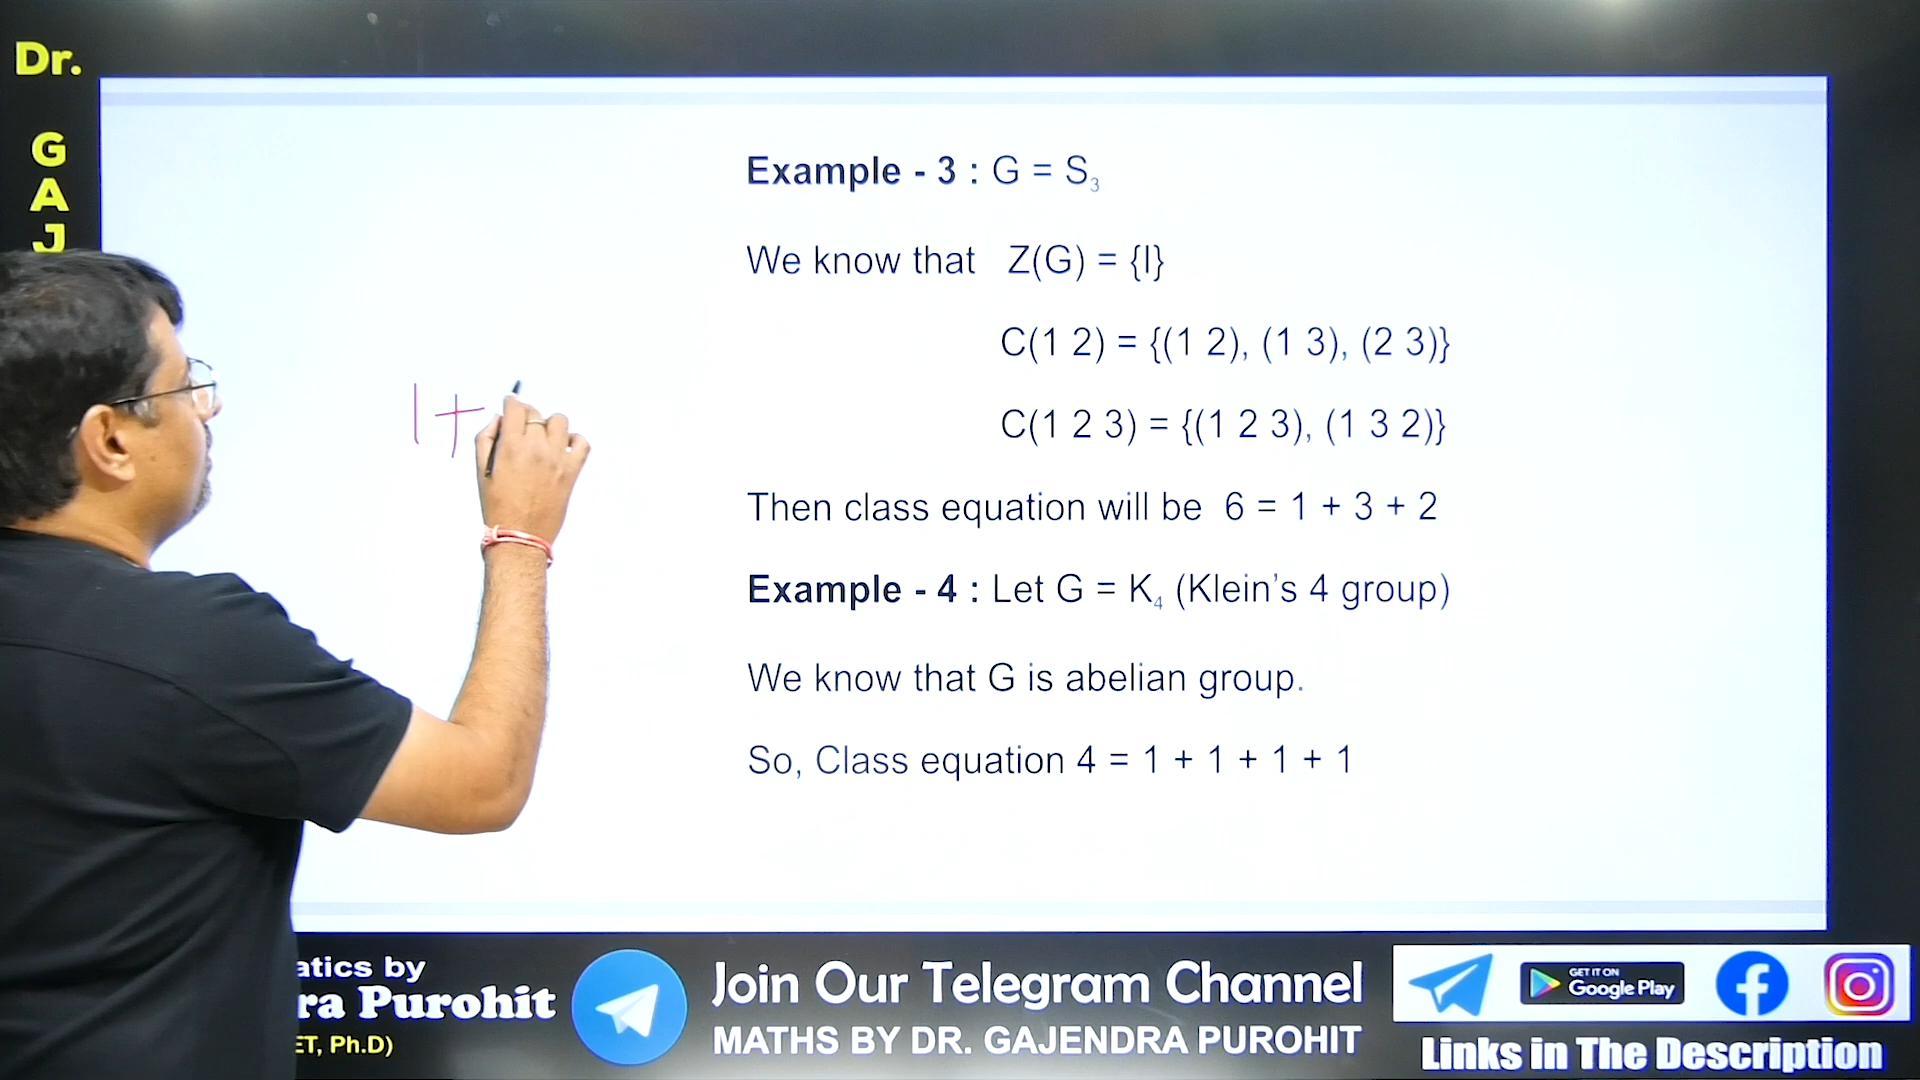 Dr.
G
A
J
Example - 3 : G = S₃
We know that Z(G) = {I}
C(1 2) = {(1 2), (1 3), (2 3)}
C(1 2 3) = {(1 2 3), (1 3 2)}
Then class equation will be 6 = 1 + 3 + 2
Example - 4 : Let G = K₄ (Klein's 4 group)
We know that G is abelian group.
So, Class equation 4 = 1 + 1 + 1 + 1
1+
atics by
ra Purohit
ET, Ph.D)
Join Our Telegram Channel
MATHS BY DR. GAJENDRA PUROHIT
GET IT ON
Google Play
Links in The Description